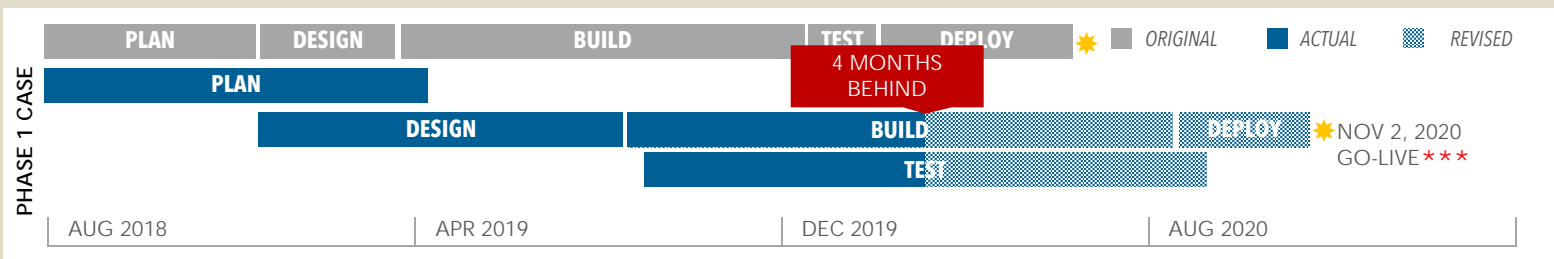 PLAN DESIGN BUILD TEST DEPLOY ORIGINAL ACTUAL REVISED
4 MONTHS
BEHIND
PLAN
DESIGN BUILD DEPLOY NOV 2, 2020
GO-LIVE***
TEST
PHASE 1 CASE
AUG 2018 APR 2019 DEC 2019 AUG 2020